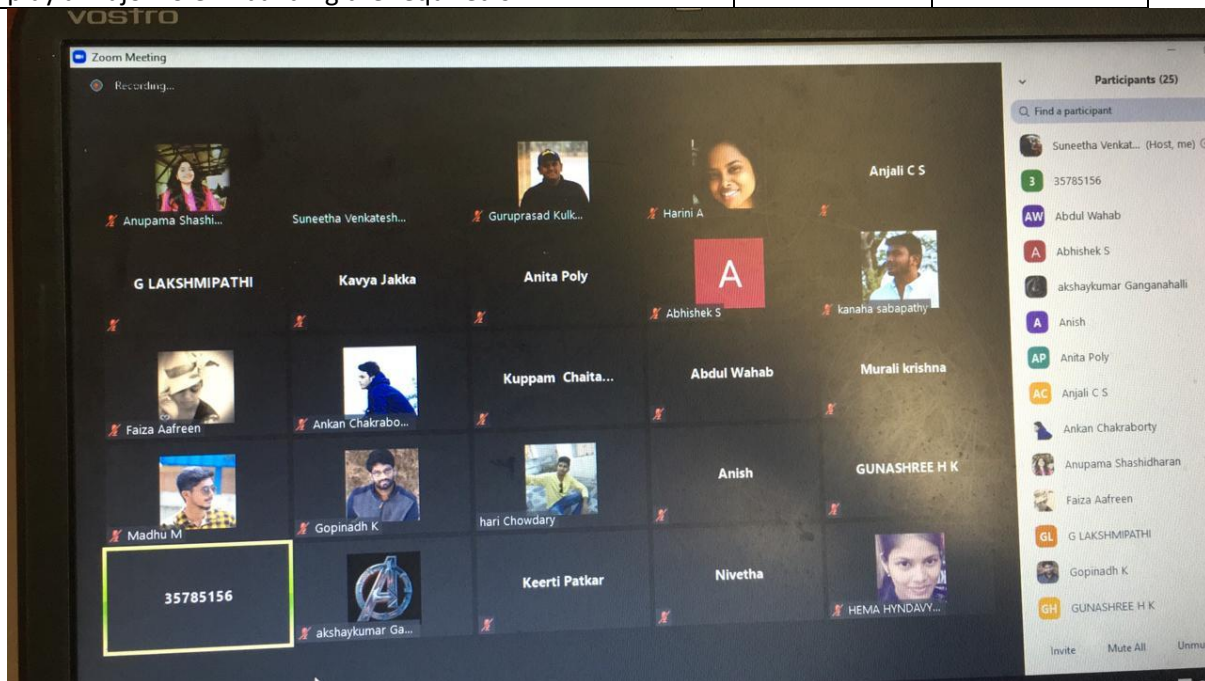 vostro
Zoom Meeting
Recording...
Anupama Shashi...
Suneetha Venkatesh...
Guruprasad Kulk...
Harini A
Anjali C S
G LAKSHMIPATHI
Kavya Jakka
Anita Poly
A
Abhishek S
kanaha sabapathy
Faiza Aafreen
Ankan Chakrabo...
Kuppam Chaita...
Abdul Wahab
Murali krishna
Madhu M
Gopinadh K
hari Chowdary
Anish
GUNASHREE H K
35785156
akshaykumar Ga...
Keerti Patkar
Nivetha
HEMA HYNDAVY...
Participants (25)
Find a participant
Suneetha Venkat... (Host, me)
3 35785156
AW Abdul Wahab
A Abhishek S
akshaykumar Ganganahalli
A Anish
AP Anita Poly
AC Anjali C S
Ankan Chakraborty
Anupama Shashidharan
Faiza Aafreen
GL G LAKSHMIPATHI
Gopinadh K
GH GUNASHREE H K
Invite Mute All